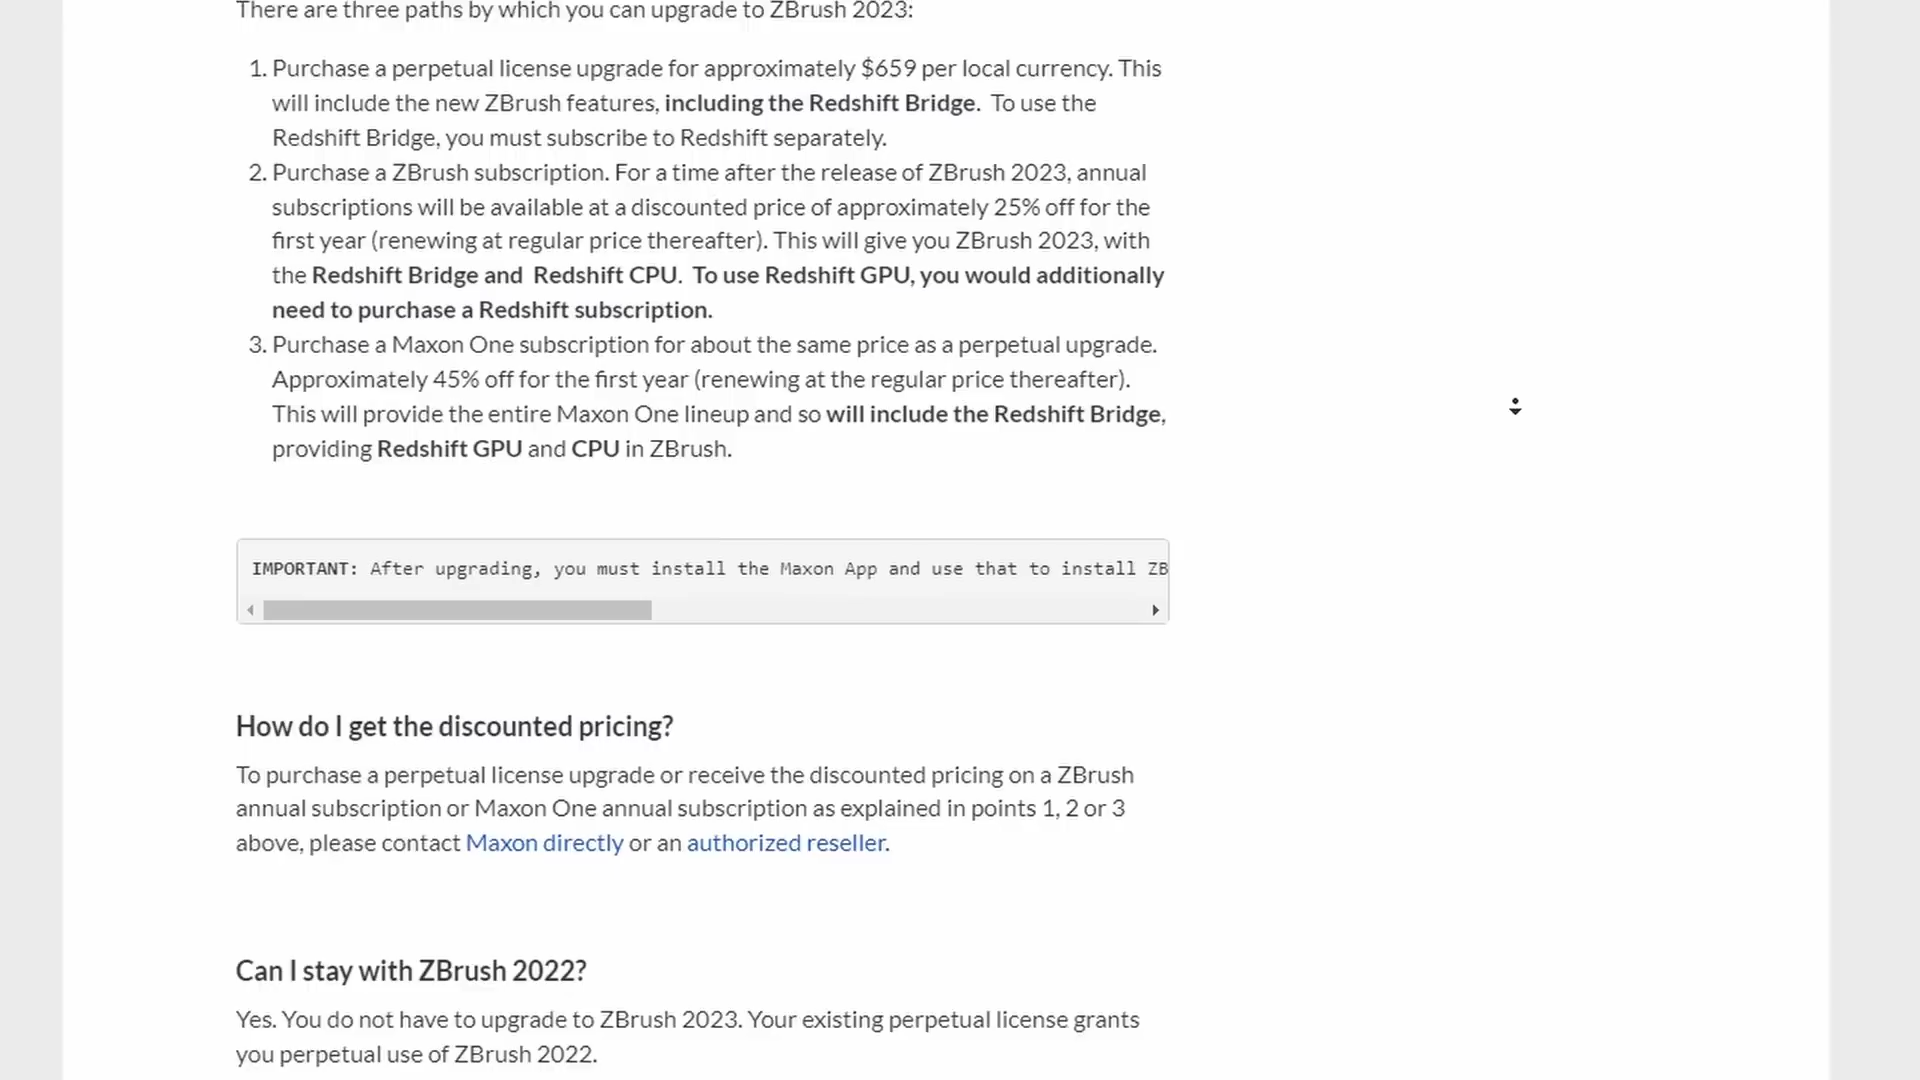 There are three paths by which you can upgrade to ZBrush 2023:
1. Purchase a perpetual license upgrade for approximately $659 per local currency. This
will include the new ZBrush features, including the Redshift Bridge. To use the
Redshift Bridge, you must subscribe to Redshift separately.
2. Purchase a ZBrush subscription. For a time after the release of ZBrush 2023, annual
subscriptions will be available at a discounted price of approximately 25% off for the
first year (renewing at regular price thereafter). This will give you ZBrush 2023, with
the Redshift Bridge and Redshift CPU. To use Redshift GPU, you would additionally
need to purchase a Redshift subscription.
3. Purchase a Maxon One subscription for about the same price as a perpetual upgrade.
Approximately 45% off for the first year (renewing at the regular price thereafter).
This will provide the entire Maxon One lineup and so will include the Redshift Bridge,
providing Redshift GPU and CPU in ZBrush.
IMPORTANT: After upgrading, you must install the Maxon App and use that to install ZB
How do I get the discounted pricing?
To purchase a perpetual license upgrade or receive the discounted pricing on a ZBrush
annual subscription or Maxon One annual subscription as explained in points 1, 2 or 3
above, please contact Maxon directly or an authorized reseller.
Can I stay with ZBrush 2022?
Yes. You do not have to upgrade to ZBrush 2023. Your existing perpetual license grants
you perpetual use of ZBrush 2022.